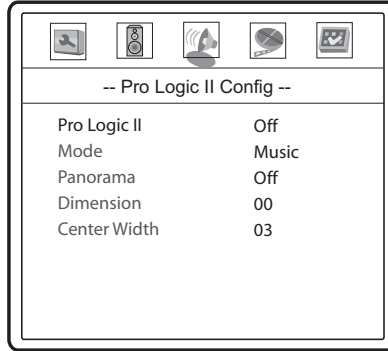 -- Pro Logic II Config --
Pro Logic II Off
Mode Music
Panorama Off
Dimension 00
Center Width 03